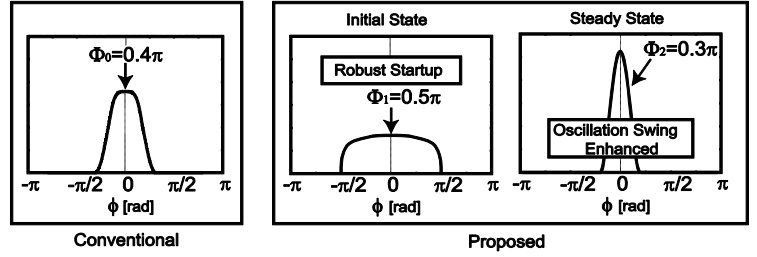 Φ₀=0.4π
-π -π/2 0 π/2 π
ϕ [rad]
Conventional
Initial State
Robust Startup
Φ₁=0.5π
-π -π/2 0 π/2 π
ϕ [rad]
Steady State
Φ₂=0.3π
Oscillation Swing
Enhanced
-π -π/2 0 π/2 π
ϕ [rad]
Proposed